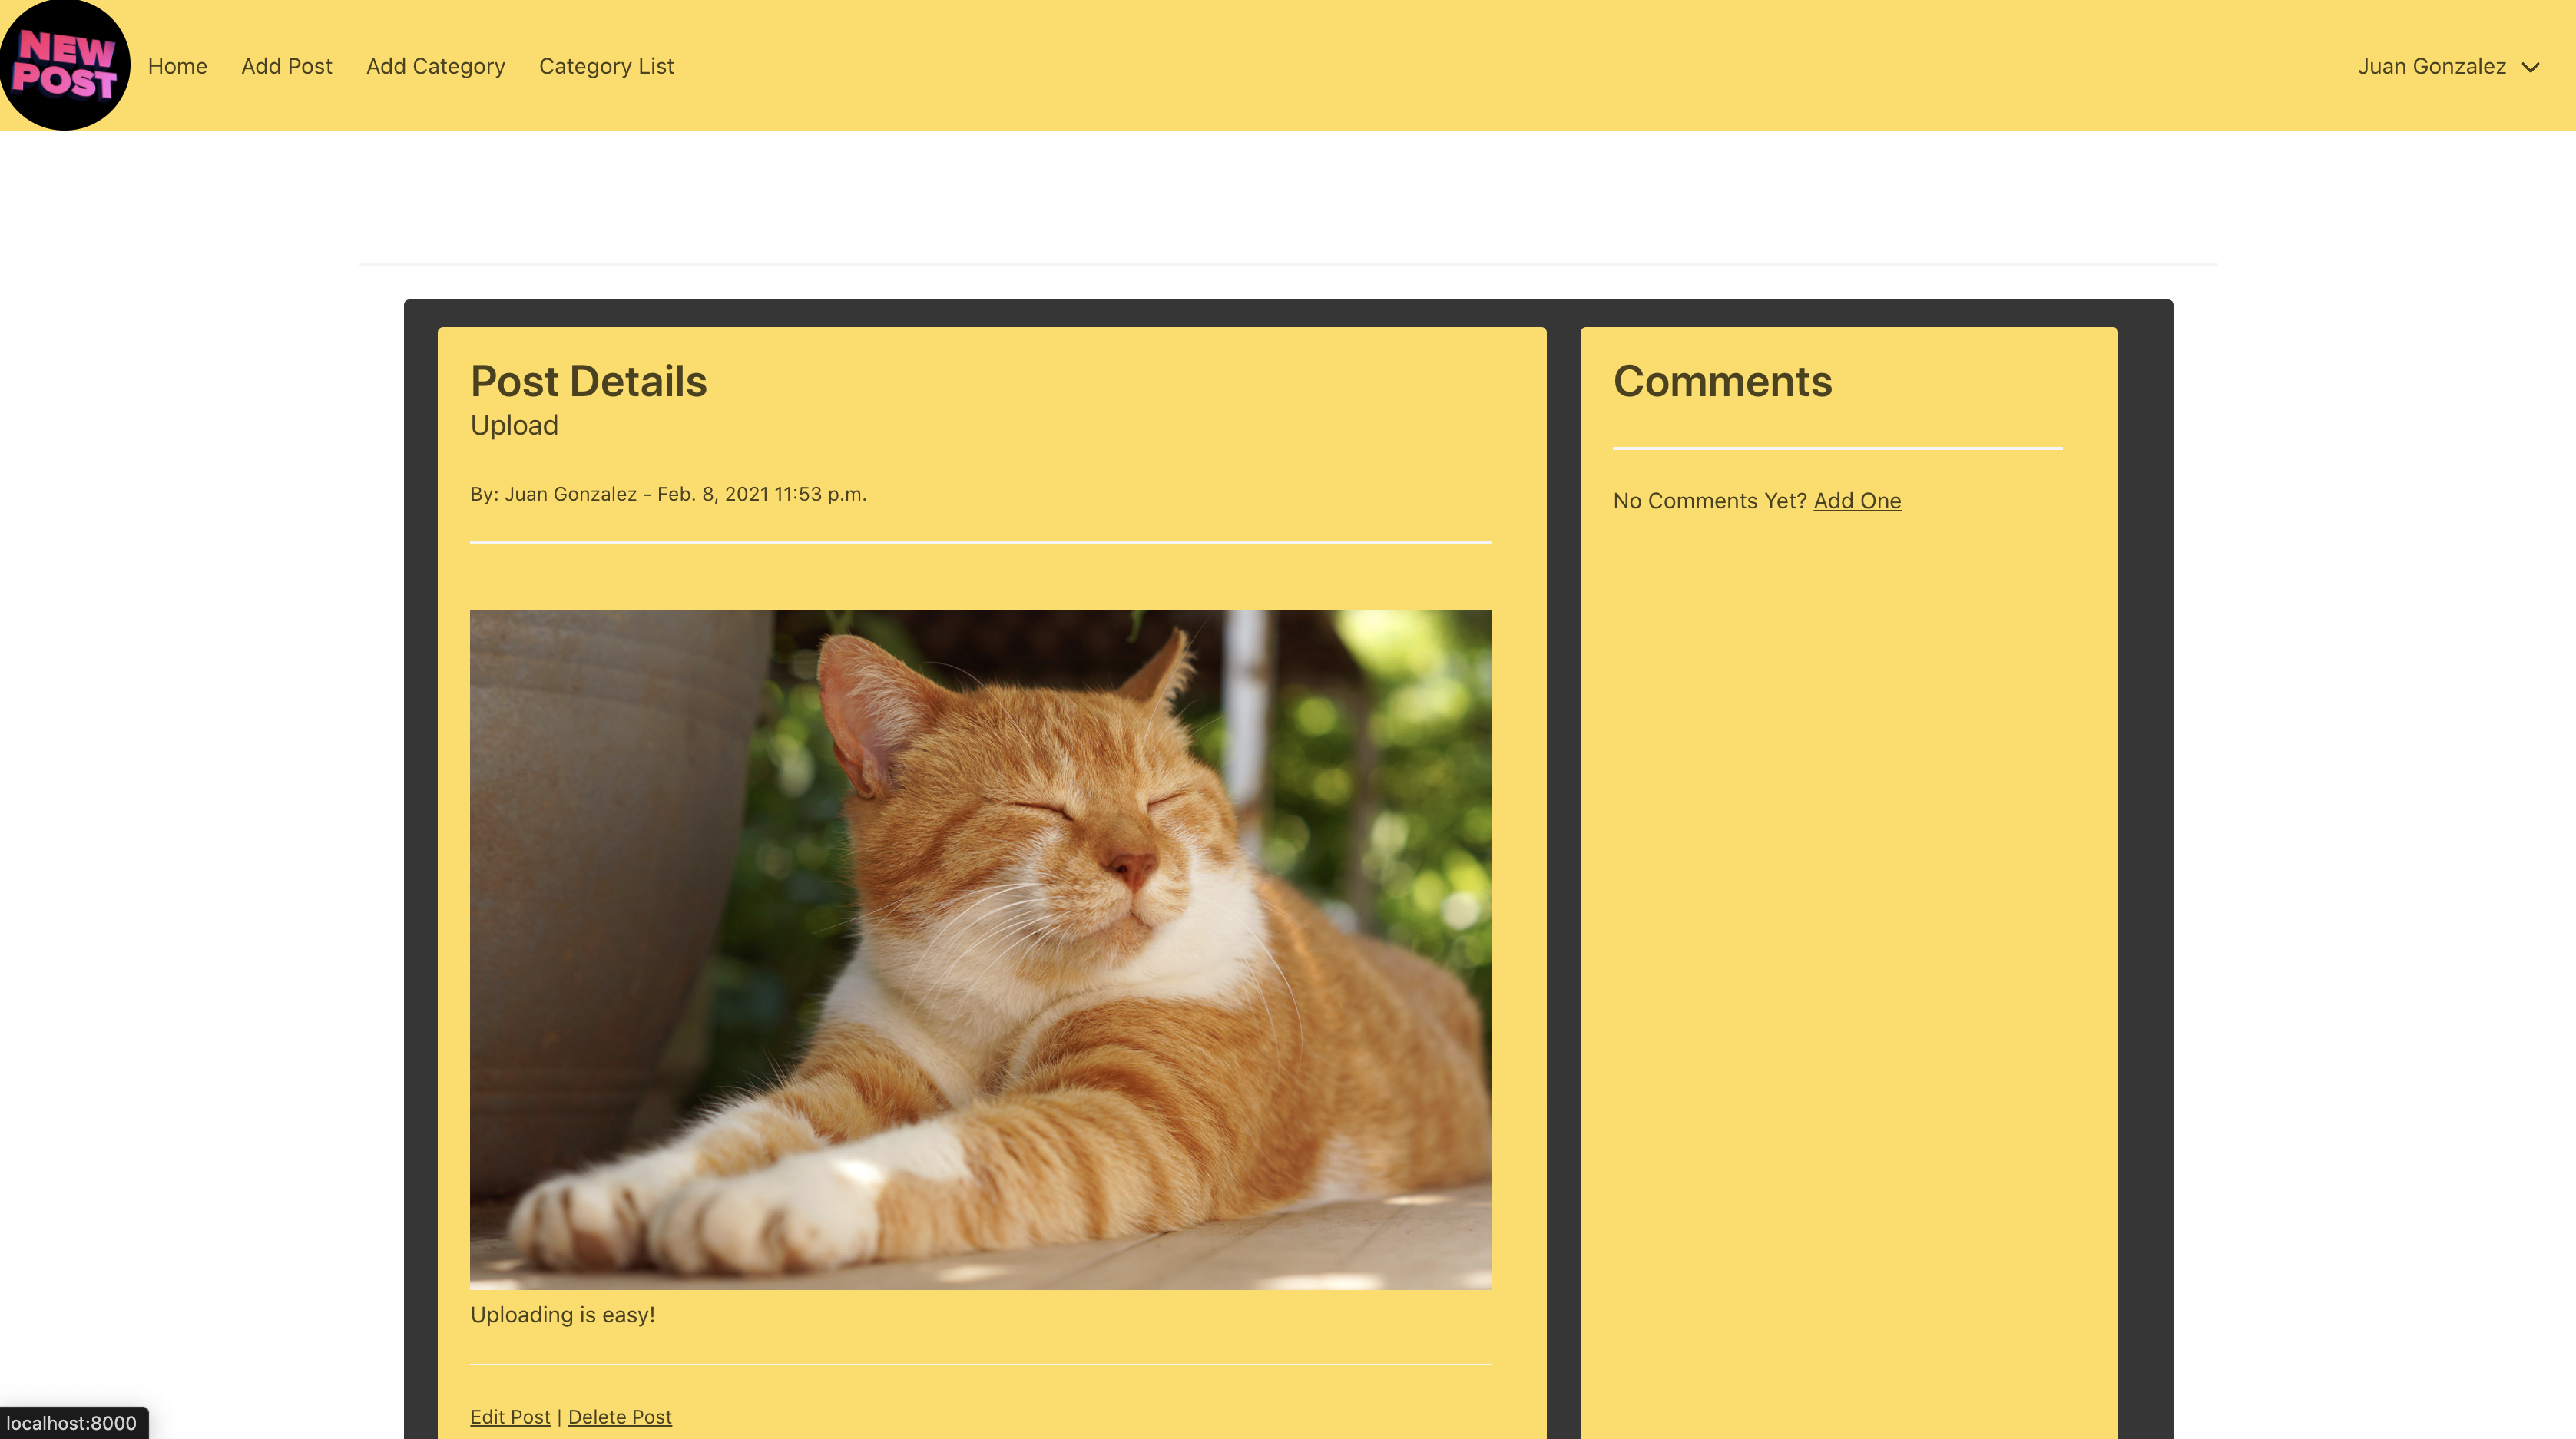 NEW
POST
Home Add Post Add Category Category List Juan Gonzalez
Post Details
Upload
By: Juan Gonzalez - Feb. 8, 2021 11:53 p.m.
Uploading is easy!
Edit Post | Delete Post
Comments
No Comments Yet? Add One
localhost:8000